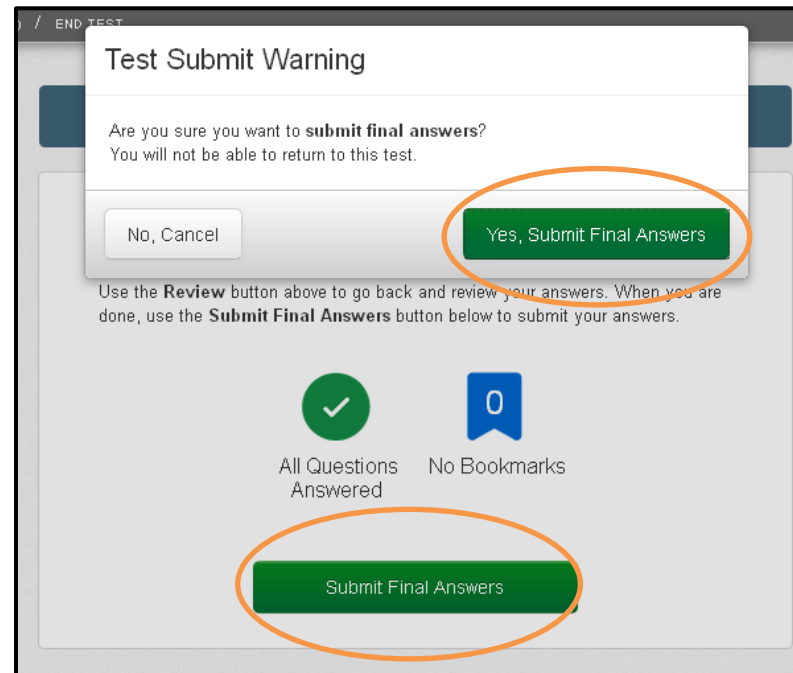 / END TEST
Test Submit Warning
Are you sure you want to submit final answers?
You will not be able to return to this test.
No, Cancel
Yes, Submit Final Answers
Use the Review button above to go back and review your answers. When you are
done, use the Submit Final Answers button below to submit your answers.
0
All Questions
Answered
No Bookmarks
Submit Final Answers